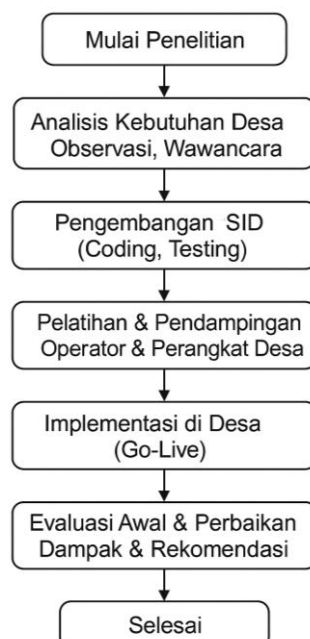 Mulai Penelitian
Analisis Kebutuhan Desa
Observasi, Wawancara
Pengembangan SID
(Coding, Testing)
Pelatihan & Pendampingan
Operator & Perangkat Desa
Implementasi di Desa
(Go-Live)
Evaluasi Awal & Perbaikan
Dampak & Rekomendasi
Selesai